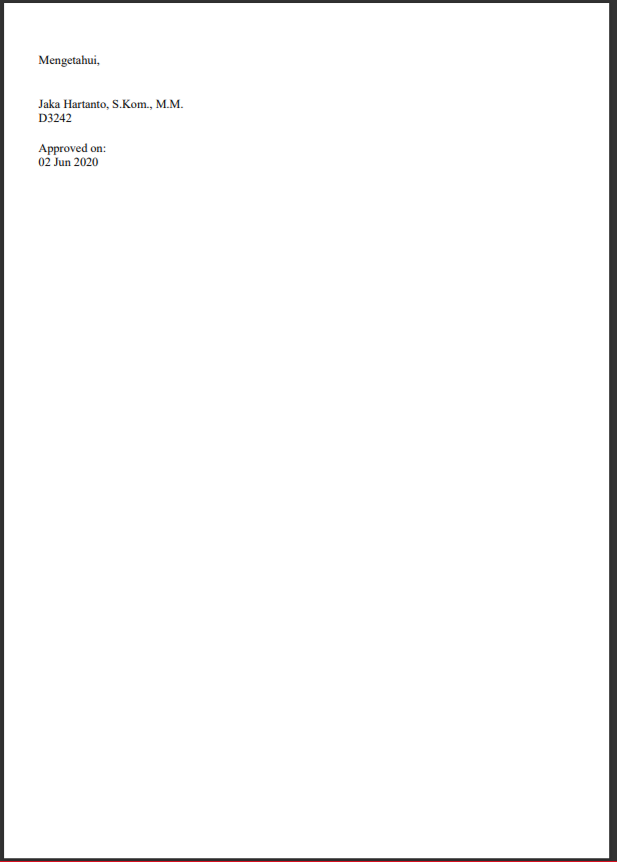 Mengetahui,
Jaka Hartanto, S.Kom., M.M.
D3242
Approved on:
02 Jun 2020